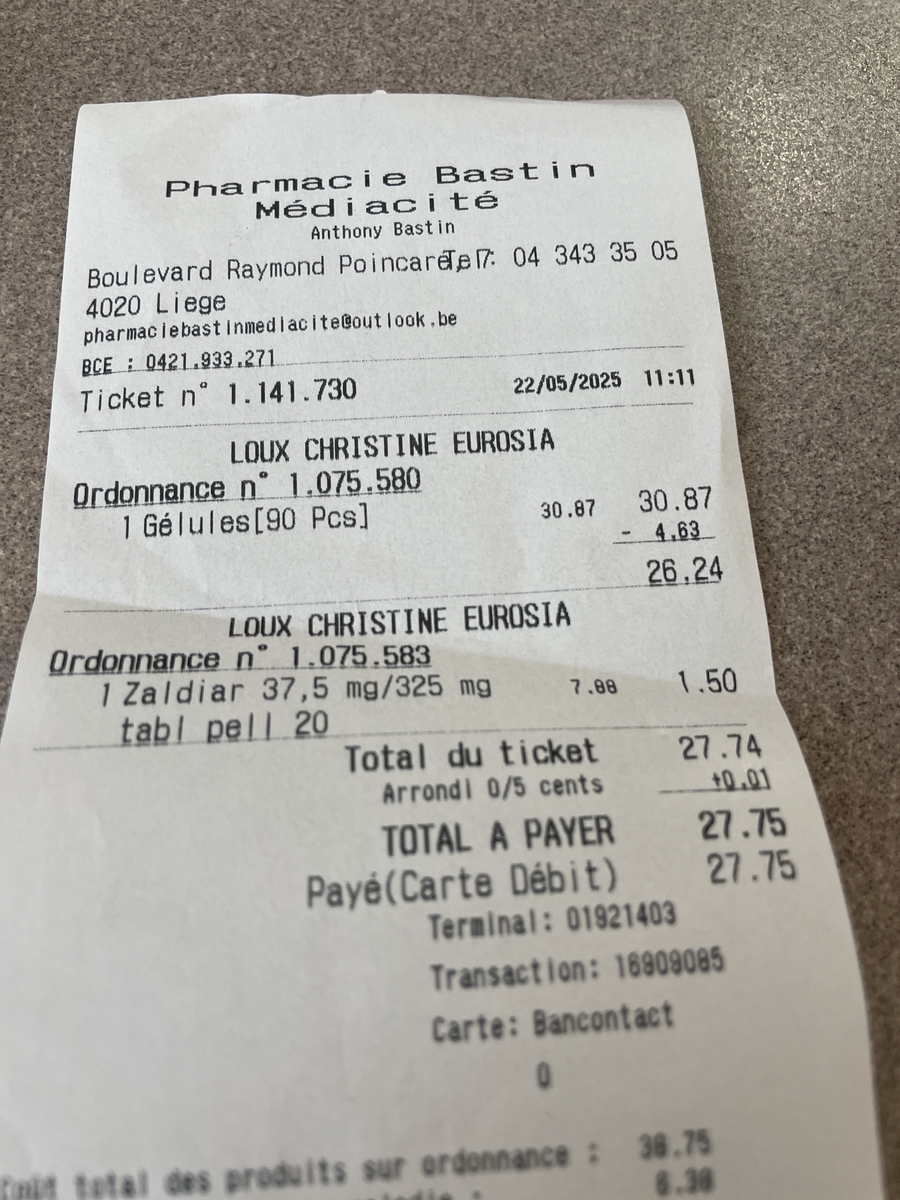 Pharmacie Bastin
Médiacité
Anthony Bastin
Boulevard Raymond Poincaré, 7 Tel: 04 343 35 05
4020 Liege
pharmaciebastinmediacite@outlook.be
BCE : 0421.933.271
Ticket n° 1.141.730 22/05/2025 11:11
LOUX CHRISTINE EUROSIA
Ordonnance n° 1.075.580
1 Gélules[90 Pcs] 30.87 30.87
- 4.63
26.24
LOUX CHRISTINE EUROSIA
Ordonnance n° 1.075.583
1 Zaldiar 37,5 mg/325 mg 7.88 1.50
tabl pell 20
Total du ticket 27.74
Arrondi 0/5 cents +0.01
TOTAL A PAYER 27.75
Payé(Carte Débit) 27.75
Terminal: 01921403
Transaction: 16909085
Carte: Bancontact
0
total des produits sur ordonnance : 38.75